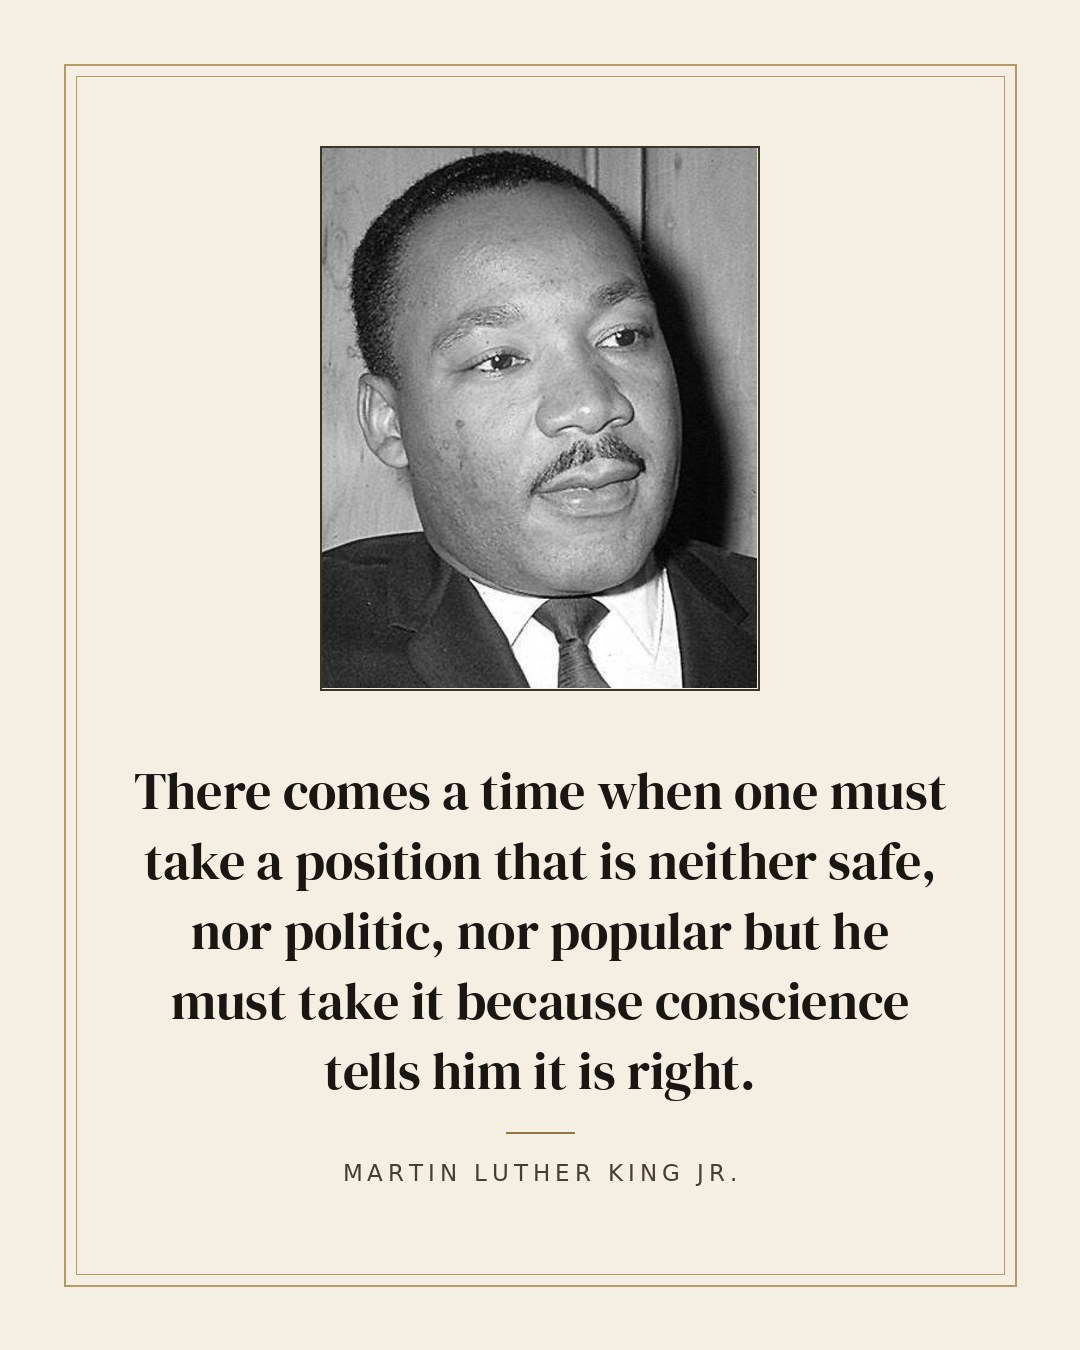 There comes a time when one must
take a position that is neither safe,
nor politic, nor popular but he
must take it because conscience
tells him it is right.
MARTIN LUTHER KING JR.